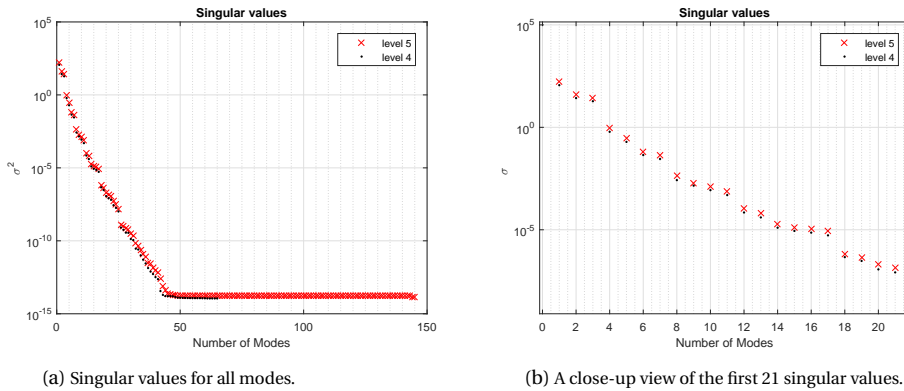 Singular values
10^5
10^0
10^-5
10^-10
10^-15
σ^2
0
50
100
150
Number of Modes
level 5
level 4
(a) Singular values for all modes.
Singular values
10^5
10^0
10^-5
σ
0 2 4 6 8 10 12 14 16 18 20
Number of Modes
level 5
level 4
(b) A close-up view of the first 21 singular values.